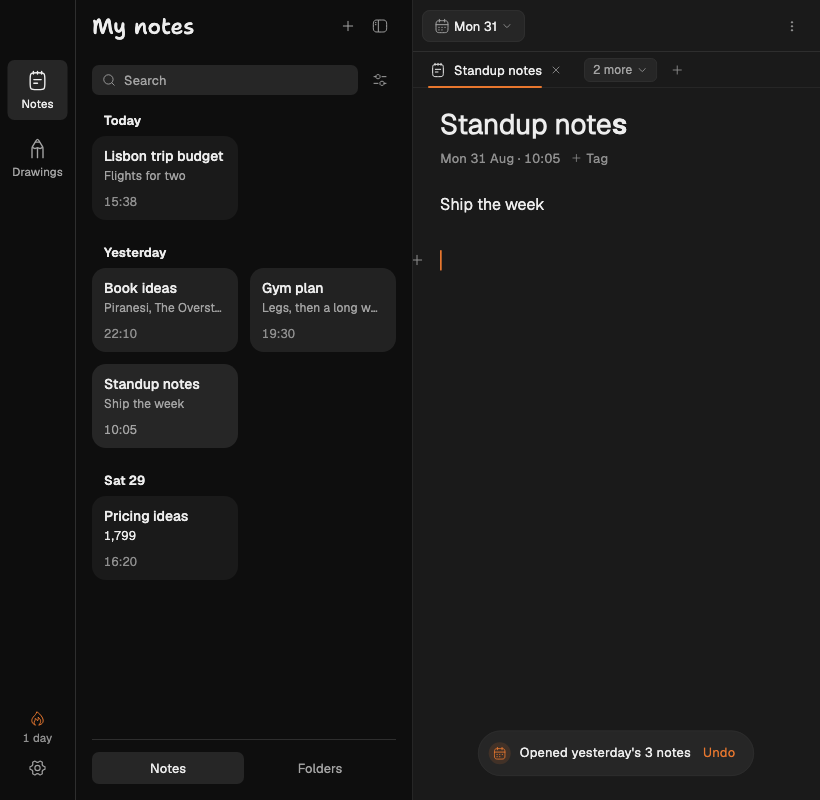 My notes
Notes
Drawings
Search
Today
Lisbon trip budget
Flights for two
15:38
Yesterday
Book ideas
Piranesi, The Overst…
22:10
Gym plan
Legs, then a long w…
19:30
Standup notes
Ship the week
10:05
Sat 29
Pricing ideas
1,799
16:20
1 day
Notes
Folders
Mon 31
Standup notes
2 more
Standup notes
Mon 31 Aug · 10:05
+ Tag
Ship the week
Opened yesterday's 3 notes
Undo